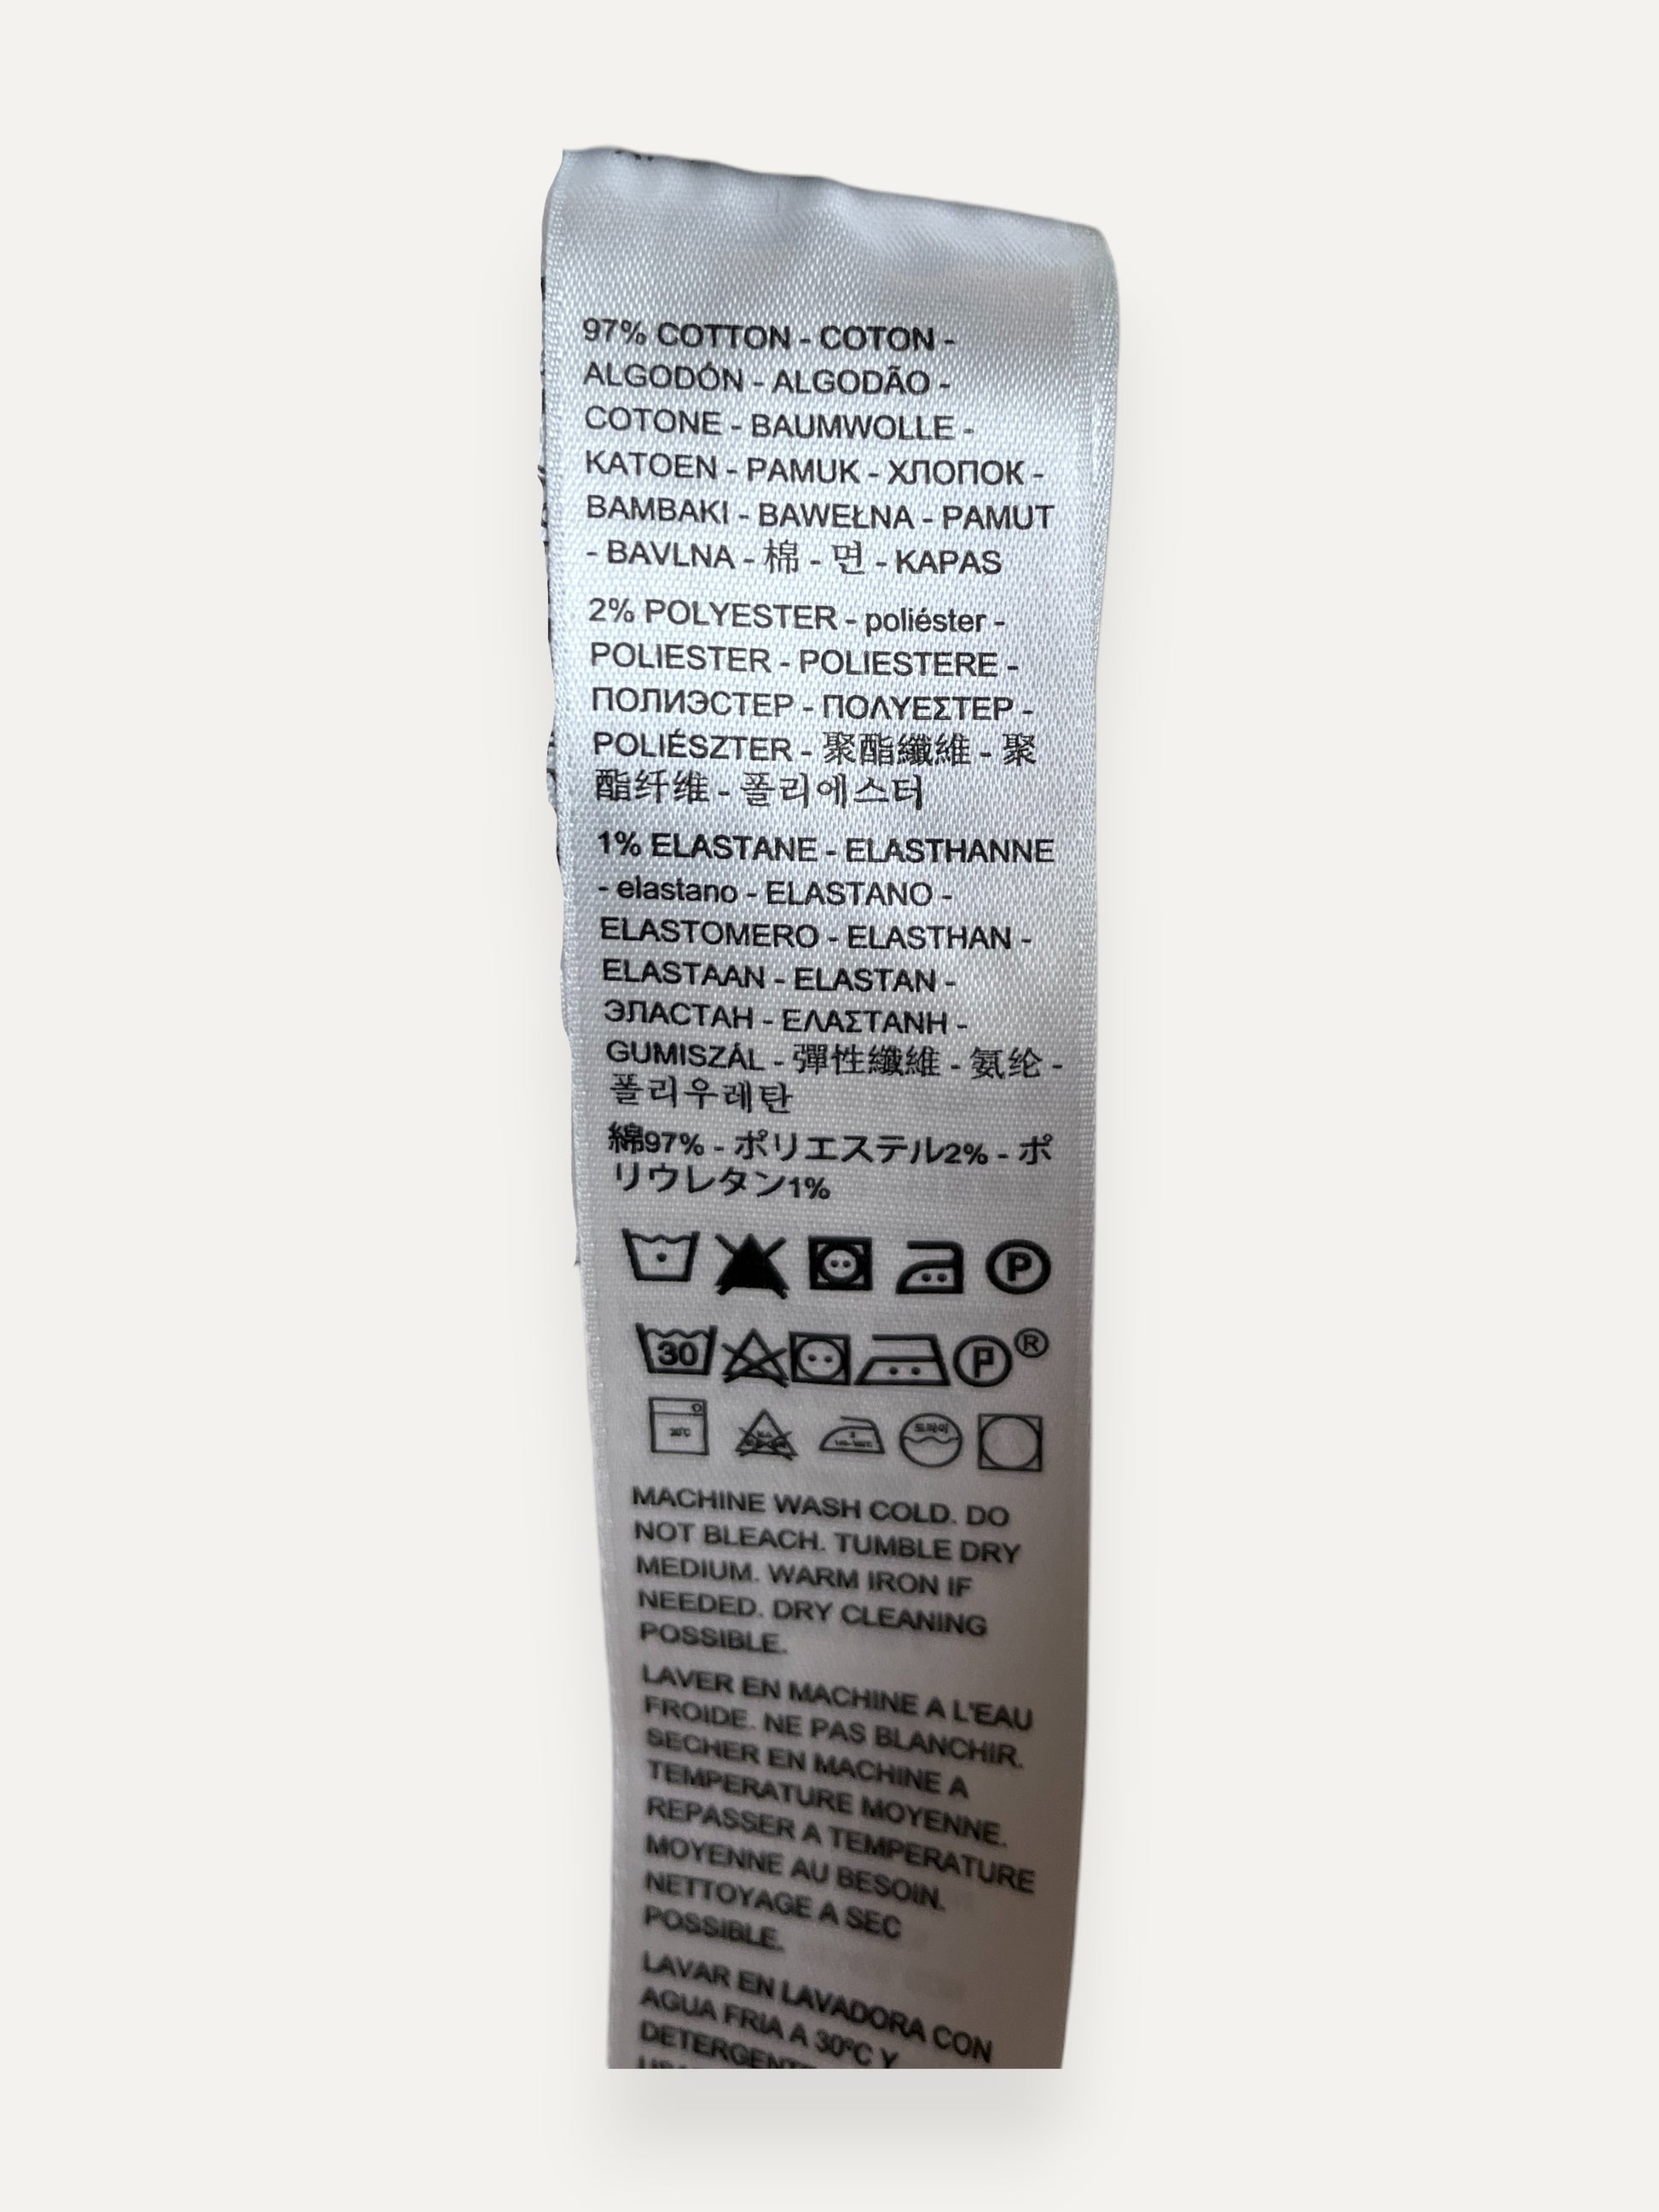 97% COTTON - COTON -
ALGODÓN - ALGODÃO -
COTONE - BAUMWOLLE -
KATOEN - PAMUK - ХЛОПОК -
BAMBAKI - BAWEŁNA - PAMUT
- BAVLNA - 棉 - 면 - KAPAS
2% POLYESTER - poliéster -
POLIESTER - POLIESTERE -
ПОЛИЭСТЕР - ΠΟΛΥΕΣΤΕΡ -
POLIÉSZTER - 聚酯纖維 - 聚
酯纤维 - 폴리에스터
1% ELASTANE - ELASTHANNE
- elastano - ELASTANO -
ELASTOMERO - ELASTHAN -
ELASTAAN - ELASTAN -
ЭЛАСТАН - ΕΛΑΣΤΑΝΗ -
GUMISZÁL - 彈性纖維 - 氨纶 -
폴리우레탄
綿97% - ポリエステル2% - ポ
リウレタン1%
P
30 P®
30℃ 드라이
MACHINE WASH COLD. DO
NOT BLEACH. TUMBLE DRY
MEDIUM. WARM IRON IF
NEEDED. DRY CLEANING
POSSIBLE.
LAVER EN MACHINE A L'EAU
FROIDE. NE PAS BLANCHIR.
SECHER EN MACHINE A
TEMPERATURE MOYENNE.
REPASSER A TEMPERATURE
MOYENNE AU BESOIN.
NETTOYAGE A SEC
POSSIBLE.
LAVAR EN LAVADORA CON
AGUA FRIA A 30ºC Y